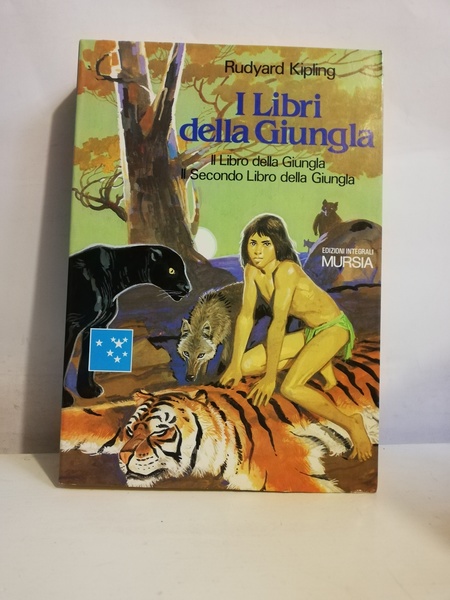 Rudyard Kipling
I Libri
della Giungla
Il Libro della Giungla
Il Secondo Libro della Giungla
EDIZIONI INTEGRALI
MURSIA